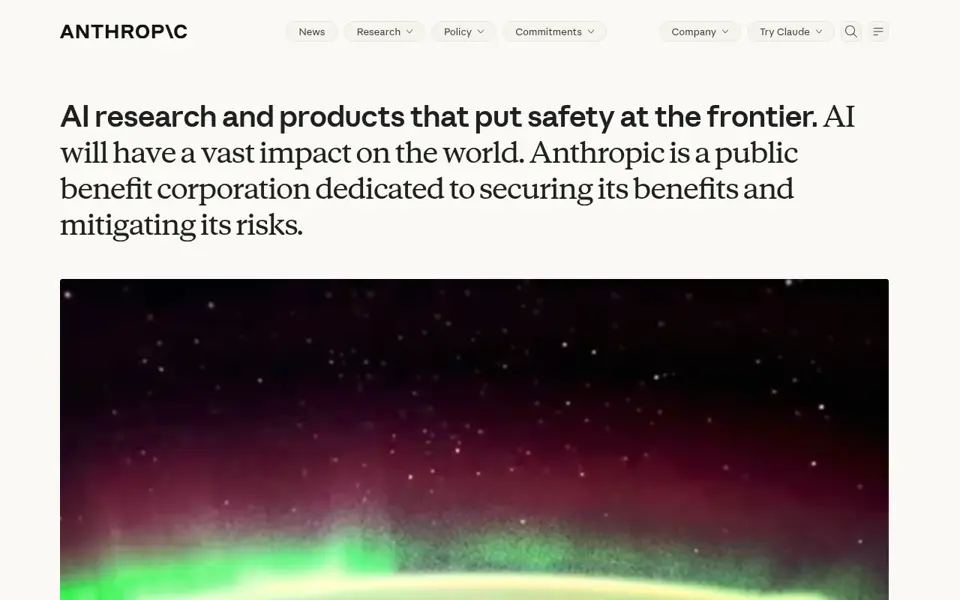 ANTHROP\C
News
Research
Policy
Commitments
Company
Try Claude
AI research and products that put safety at the frontier. AI
will have a vast impact on the world. Anthropic is a public
benefit corporation dedicated to securing its benefits and
mitigating its risks.